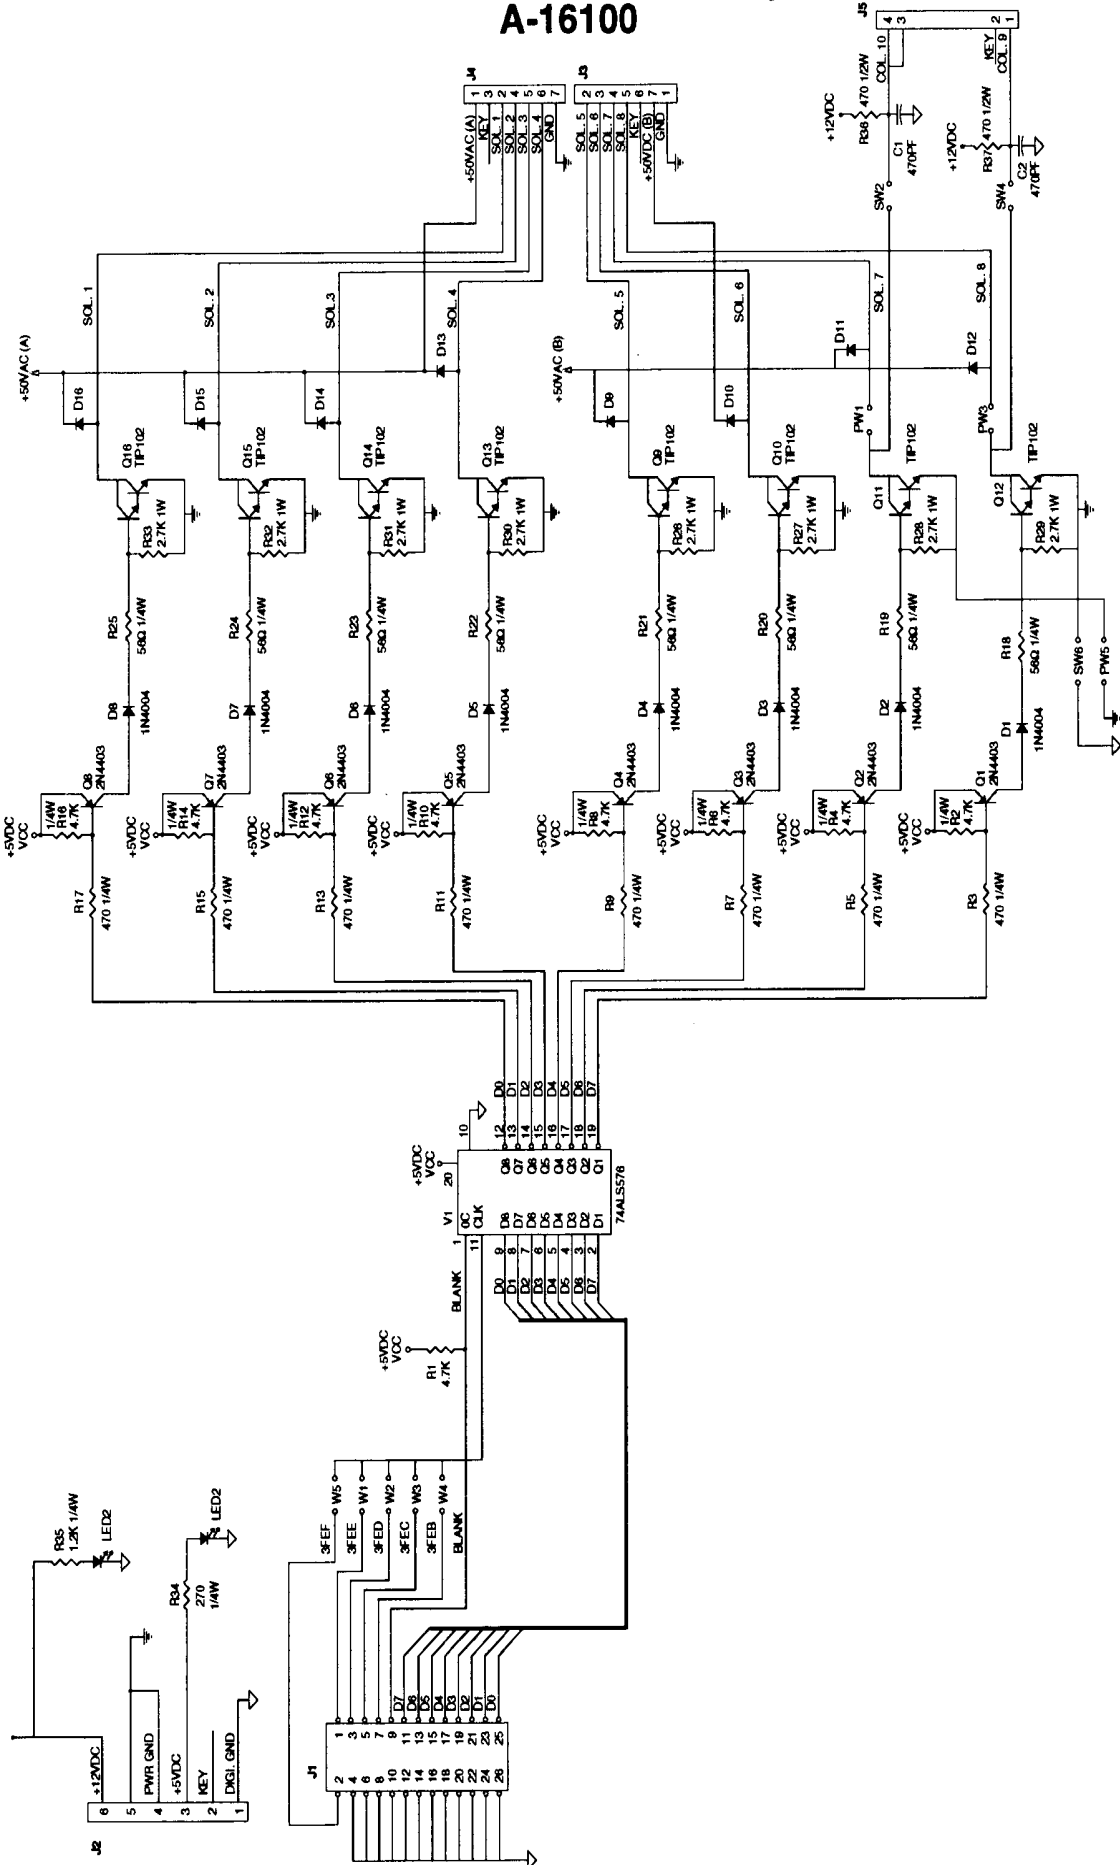 A-16100
J5
4
3
2
1
COL. 10
KEY
COL. 9
+12VDC
R36 470 1/2W
C1
470PF
SW2
+12VDC
R37 470 1/2W
C2
470PF
SW4
J4
1
3
2
4
5
6
7
+50VAC (A)
KEY
SOL. 1
SOL. 2
SOL. 3
SOL. 4
GND
J3
2
3
4
5
6
7
1
SOL. 5
SOL. 6
SOL. 7
SOL. 8
KEY
+50VDC (B)
GND
+50VAC (A)
SOL. 1
SOL. 2
SOL.3
SOL. 4
D16
D15
D14
D13
+50VAC (B)
SOL. 5
SOL. 6
SOL. 7
SOL. 8
D9
D10
D11
D12
PW1
PW3
Q16
TIP102
Q15
TIP102
Q14
TIP102
Q13
TIP102
Q9
TIP102
Q10
TIP102
Q11
TIP102
Q12
TIP102
R33
2.7K 1W
R32
2.7K 1W
R31
2.7K 1W
R30
2.7K 1W
R26
2.7K 1W
R27
2.7K 1W
R28
2.7K 1W
R29
2.7K 1W
R25
56Ω 1/4W
R24
56Ω 1/4W
R23
56Ω 1/4W
R22
56Ω 1/4W
R21
56Ω 1/4W
R20
56Ω 1/4W
R19
56Ω 1/4W
R18
56Ω 1/4W
SW6
PW5
D8
1N4004
D7
1N4004
D6
1N4004
D5
1N4004
D4
1N4004
D3
1N4004
D2
1N4004
D1
1N4004
Q8
2N4403
Q7
2N4403
Q6
2N4403
Q5
2N4403
Q4
2N4403
Q3
2N4403
Q2
2N4403
Q1
2N4403
+5VDC
VCC
1/4W
R16
4.7K
+5VDC
VCC
1/4W
R14
4.7K
+5VDC
VCC
1/4W
R12
4.7K
+5VDC
VCC
1/4W
R10
4.7K
+5VDC
VCC
1/4W
R8
4.7K
+5VDC
VCC
1/4W
R6
4.7K
+5VDC
VCC
1/4W
R4
4.7K
+5VDC
VCC
1/4W
R2
4.7K
R17
470 1/4W
R15
470 1/4W
R13
470 1/4W
R11
470 1/4W
R9
470 1/4W
R7
470 1/4W
R5
470 1/4W
R3
470 1/4W
D0
D1
D2
D3
D4
D5
D6
D7
10
12
13
14
15
16
17
18
19
+5VDC
VCC
20
V1
Q8
Q7
Q6
Q5
Q4
Q3
Q2
Q1
74ALS576
0C
CLK
D8
D7
D6
D5
D4
D3
D2
D1
1
11
9
8
7
6
5
4
3
2
BLANK
D0
D1
D2
D3
D4
D5
D6
D7
+5VDC
VCC
R1
4.7K
W5
W1
W2
W3
W4
3FEF
3FEE
3FED
3FEC
3FEB
BLANK
R35
1.2K 1/4W
LED2
R34
270
1/4W
LED2
D7
D6
D5
D4
D3
D2
D1
D0
J1
1
3
5
7
9
11
13
15
17
19
21
23
25
2
4
6
8
10
12
14
16
18
20
22
24
26
+12VDC
PWR GND
+5VDC
KEY
DIGI. GND
6
5
4
3
2
1
J2